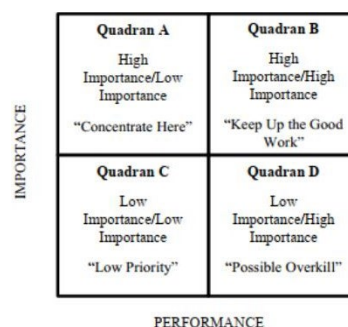 IMPORTANCE
Quadran A
High
Importance/Low
Importance
“Concentrate Here”
Quadran B
High
Importance/High
Importance
“Keep Up the Good
Work”
Quadran C
Low
Importance/Low
Importance
“Low Priority”
Quadran D
Low
Importance/High
Importance
“Possible Overkill”
PERFORMANCE